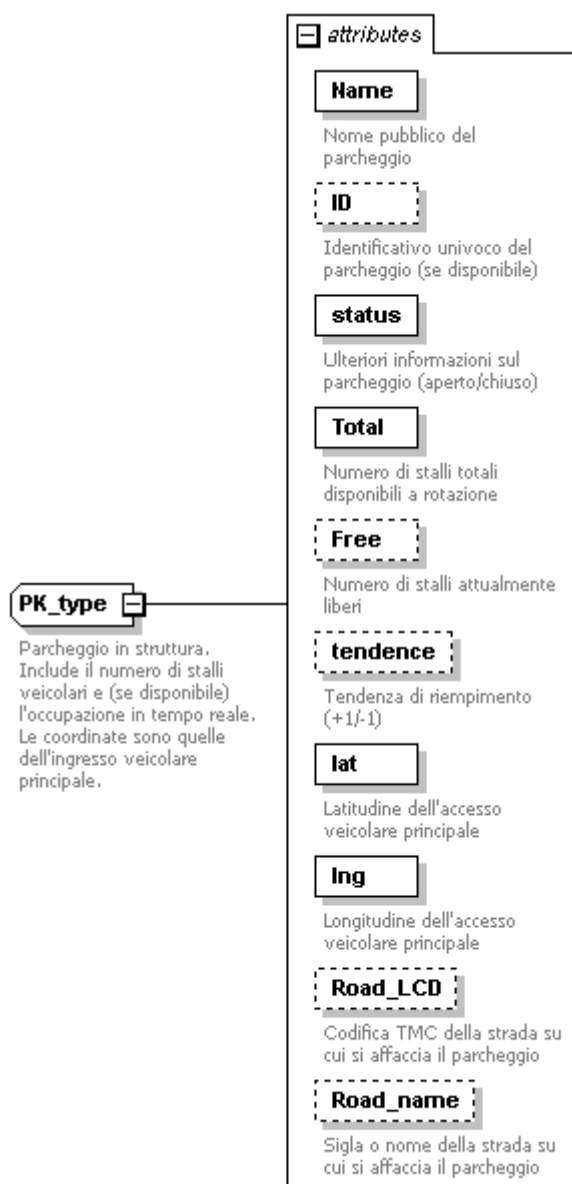 attributes
Name
Nome pubblico del
parcheggio
ID
Identificativo univoco del
parcheggio (se disponibile)
status
Ulteriori informazioni sul
parcheggio (aperto/chiuso)
Total
Numero di stalli totali
disponibili a rotazione
Free
Numero di stalli attualmente
liberi
PK_type
Parcheggio in struttura.
Include il numero di stalli
veicolari e (se disponibile)
l'occupazione in tempo reale.
Le coordinate sono quelle
dell'ingresso veicolare
principale.
tendence
Tendenza di riempimento
(+1/-1)
lat
Latitudine dell'accesso
veicolare principale
lng
Longitudine dell'accesso
veicolare principale
Road_LCD
Codifica TMC della strada su
cui si affaccia il parcheggio
Road_name
Sigla o nome della strada su
cui si affaccia il parcheggio